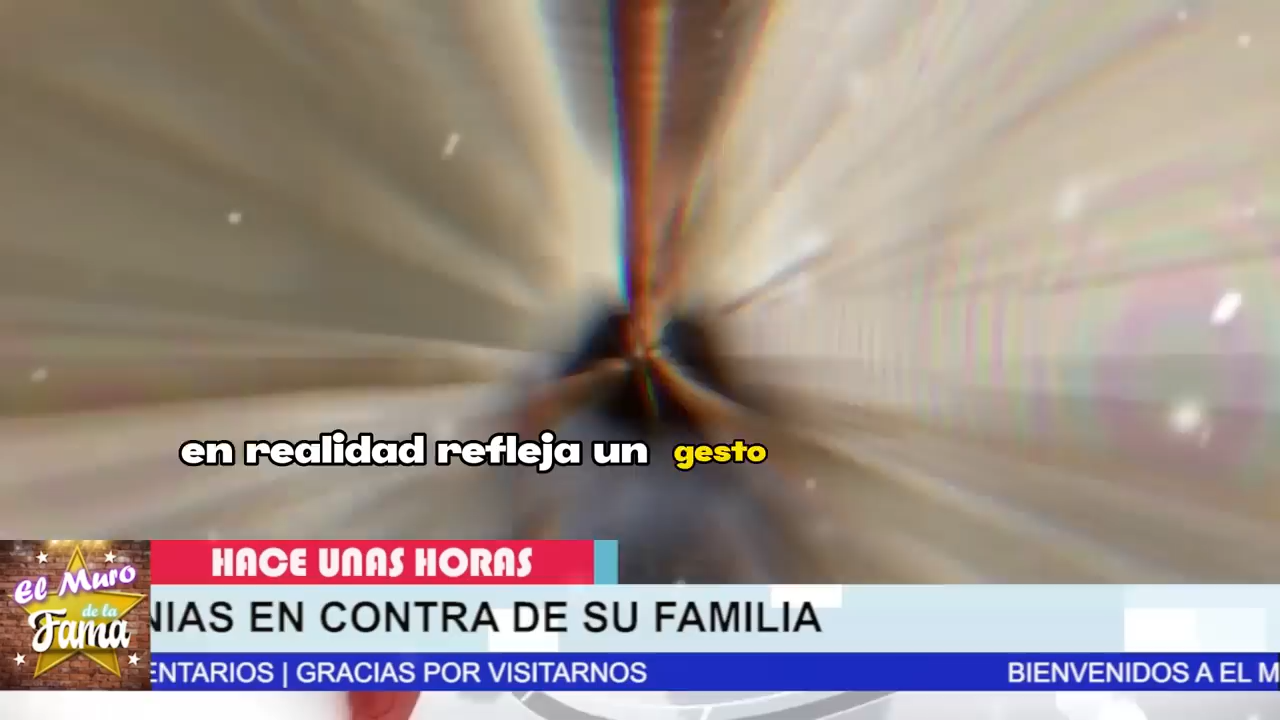 en realidad refleja un gesto
HACE UNAS HORAS
El Muro
de la
Fama
NIAS EN CONTRA DE SU FAMILIA
ENTARIOS | GRACIAS POR VISITARNOS
BIENVENIDOS A EL M